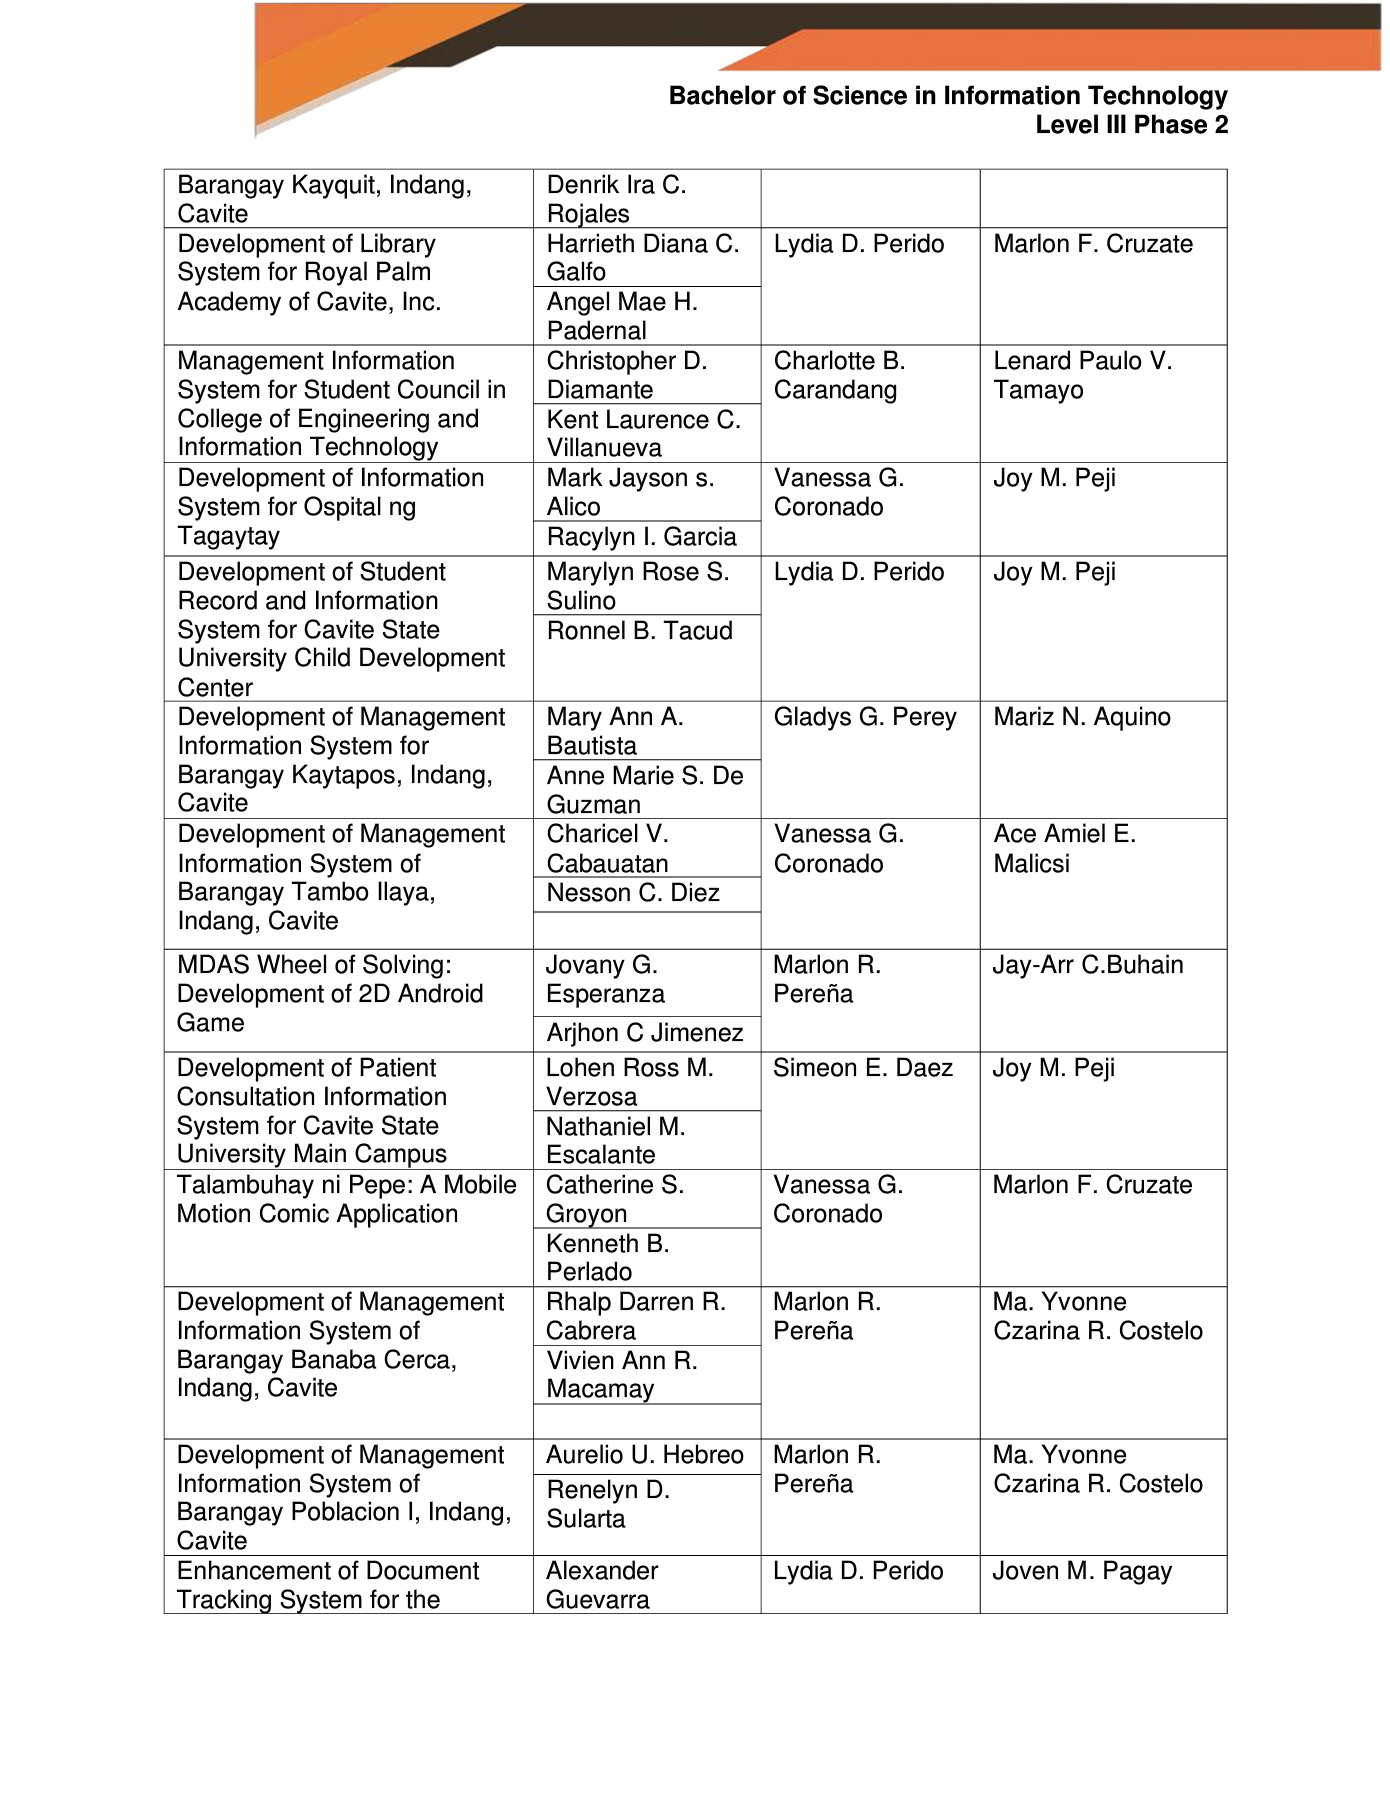 Bachelor of Science in Information Technology
Level III Phase 2
Barangay Kayquit, Indang,
Cavite
Denrik Ira C.
Rojales
Development of Library
System for Royal Palm
Academy of Cavite, Inc.
Harrieth Diana C.
Galfo
Angel Mae H.
Padernal
Lydia D. Perido
Marlon F. Cruzate
Management Information
System for Student Council in
College of Engineering and
Information Technology
Christopher D.
Diamante
Kent Laurence C.
Villanueva
Charlotte B.
Carandang
Lenard Paulo V.
Tamayo
Development of Information
System for Ospital ng
Tagaytay
Mark Jayson s.
Alico
Racylyn I. Garcia
Vanessa G.
Coronado
Joy M. Peji
Development of Student
Record and Information
System for Cavite State
University Child Development
Center
Marylyn Rose S.
Sulino
Ronnel B. Tacud
Lydia D. Perido
Joy M. Peji
Development of Management
Information System for
Barangay Kaytapos, Indang,
Cavite
Mary Ann A.
Bautista
Anne Marie S. De
Guzman
Gladys G. Perey
Mariz N. Aquino
Development of Management
Information System of
Barangay Tambo Ilaya,
Indang, Cavite
Charicel V.
Cabauatan
Nesson C. Diez
Vanessa G.
Coronado
Ace Amiel E.
Malicsi
MDAS Wheel of Solving:
Development of 2D Android
Game
Jovany G.
Esperanza
Arjhon C Jimenez
Marlon R.
Pereña
Jay-Arr C.Buhain
Development of Patient
Consultation Information
System for Cavite State
University Main Campus
Lohen Ross M.
Verzosa
Nathaniel M.
Escalante
Simeon E. Daez
Joy M. Peji
Talambuhay ni Pepe: A Mobile
Motion Comic Application
Catherine S.
Groyon
Kenneth B.
Perlado
Vanessa G.
Coronado
Marlon F. Cruzate
Development of Management
Information System of
Barangay Banaba Cerca,
Indang, Cavite
Rhalp Darren R.
Cabrera
Vivien Ann R.
Macamay
Marlon R.
Pereña
Ma. Yvonne
Czarina R. Costelo
Development of Management
Information System of
Barangay Poblacion I, Indang,
Cavite
Aurelio U. Hebreo
Renelyn D.
Sularta
Marlon R.
Pereña
Ma. Yvonne
Czarina R. Costelo
Enhancement of Document
Tracking System for the
Alexander
Guevarra
Lydia D. Perido
Joven M. Pagay